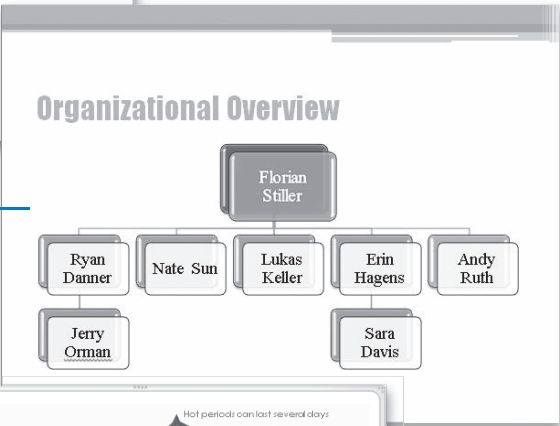 Organizational Overview
Florian
Stiller
Ryan
Danner
Nate Sun
Lukas
Keller
Erin
Hagens
Andy
Ruth
Jerry
Orman
Sara
Davis
Hot periods can last several days